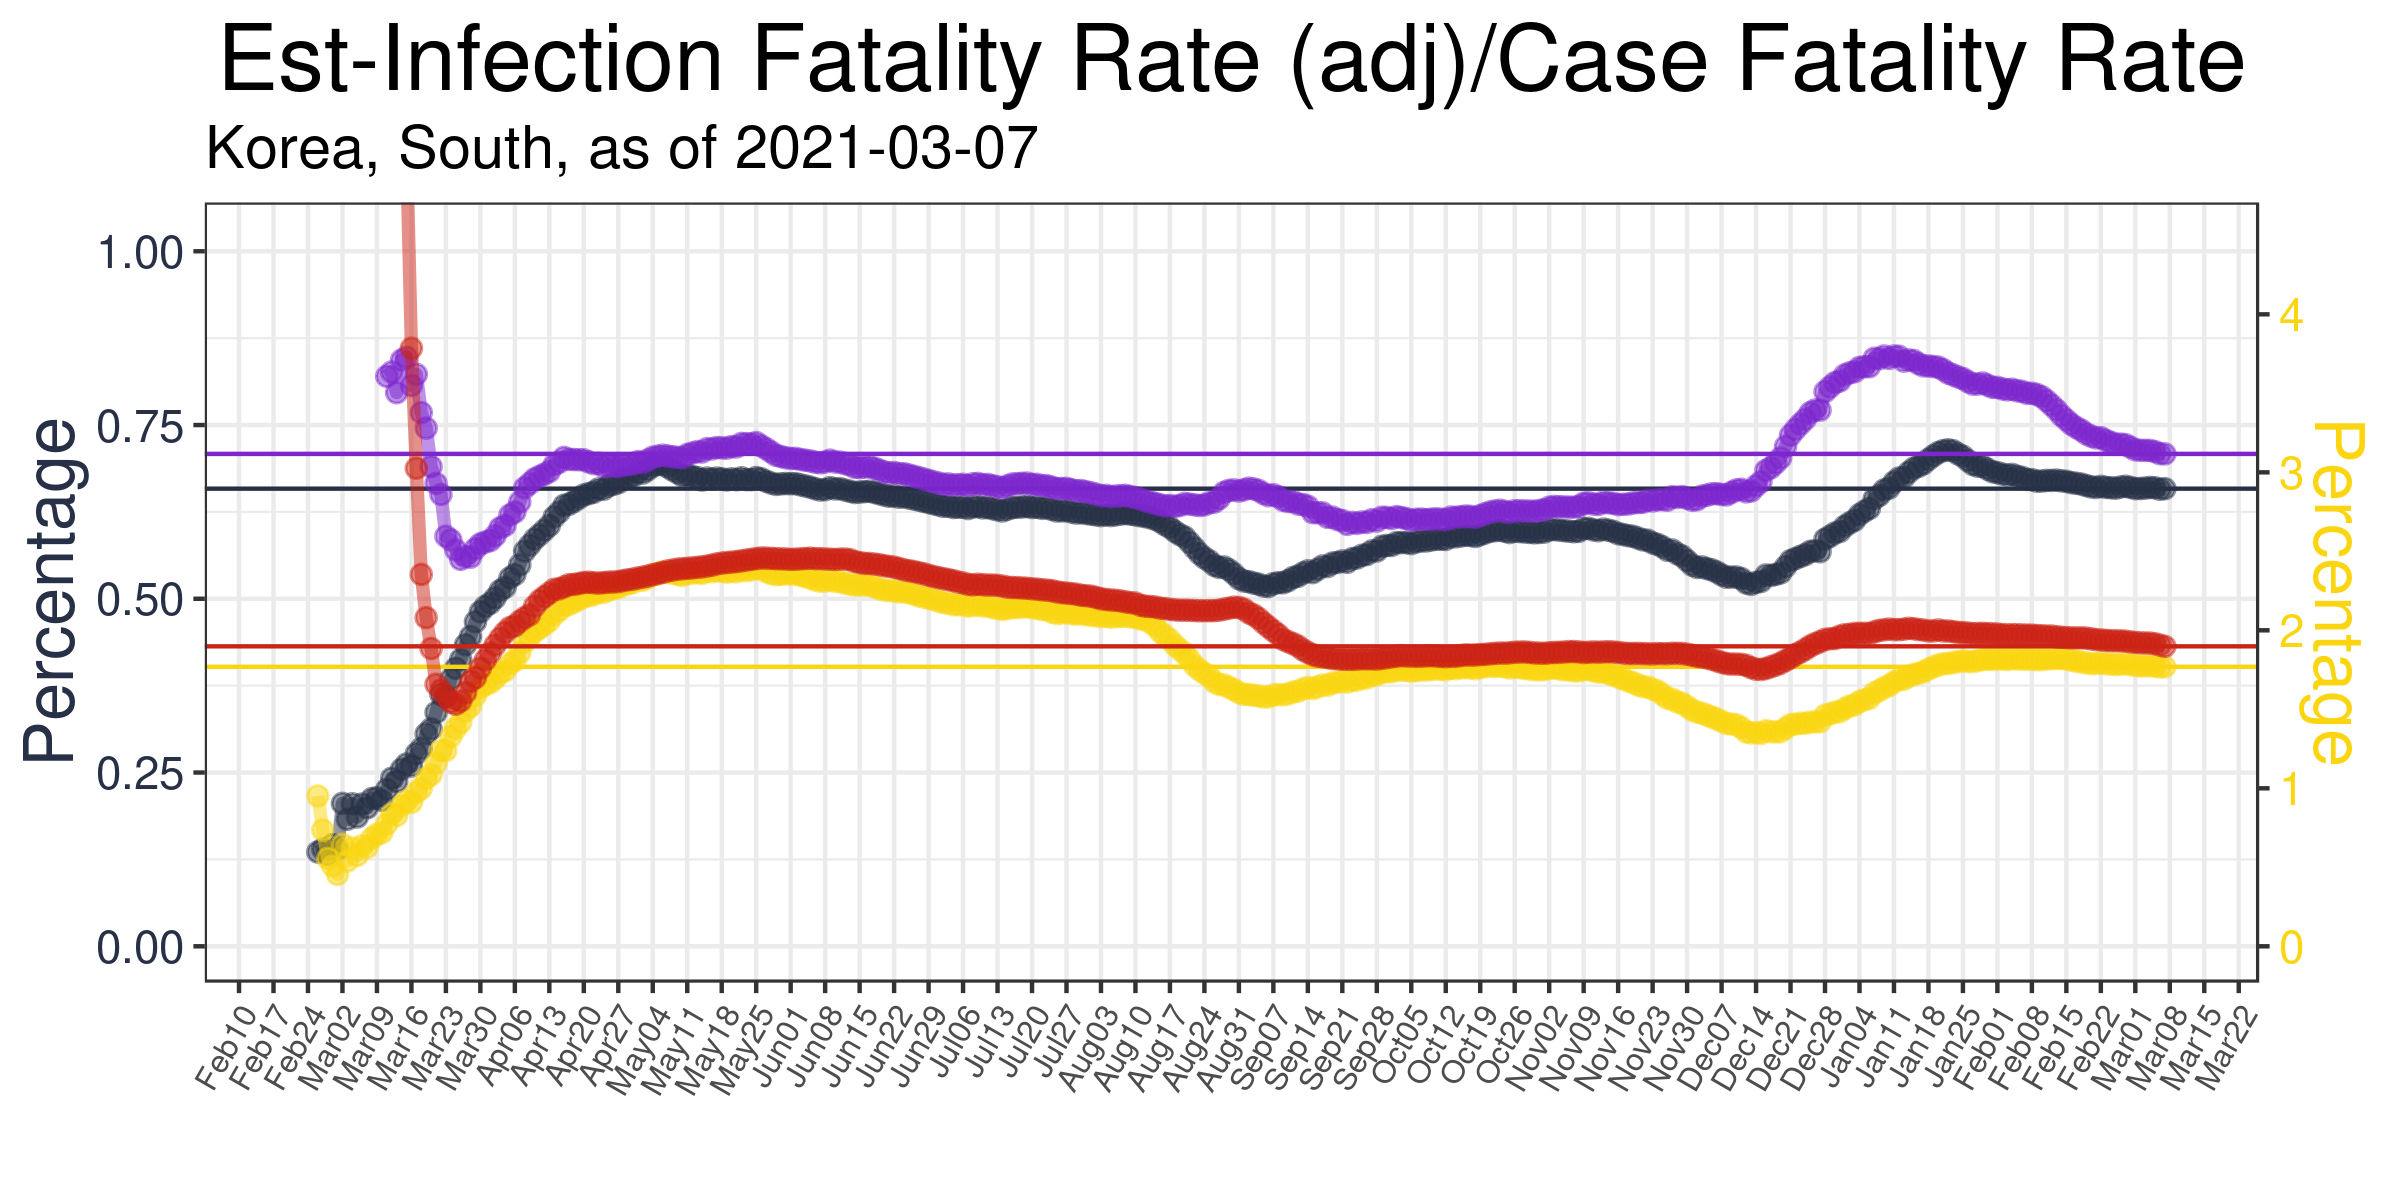 Est-Infection Fatality Rate (adj)/Case Fatality Rate
Korea, South, as of 2021-03-07
Percentage
1.00
0.75
0.50
0.25
0.00
4
3
2
1
0
Percentage
Feb10
Feb17
Feb24
Mar02
Mar09
Mar16
Mar23
Mar30
Apr06
Apr13
Apr20
Apr27
May04
May11
May18
May25
Jun01
Jun08
Jun15
Jun22
Jun29
Jul06
Jul13
Jul20
Jul27
Aug03
Aug10
Aug17
Aug24
Aug31
Sep07
Sep14
Sep21
Sep28
Oct05
Oct12
Oct19
Oct26
Nov02
Nov09
Nov16
Nov23
Nov30
Nov07
Dec14
Dec21
Dec28
Dec04
Jan11
Jan18
Jan25
Jan01
Feb08
Feb15
Feb22
Mar01
Mar08
Mar15
Mar22